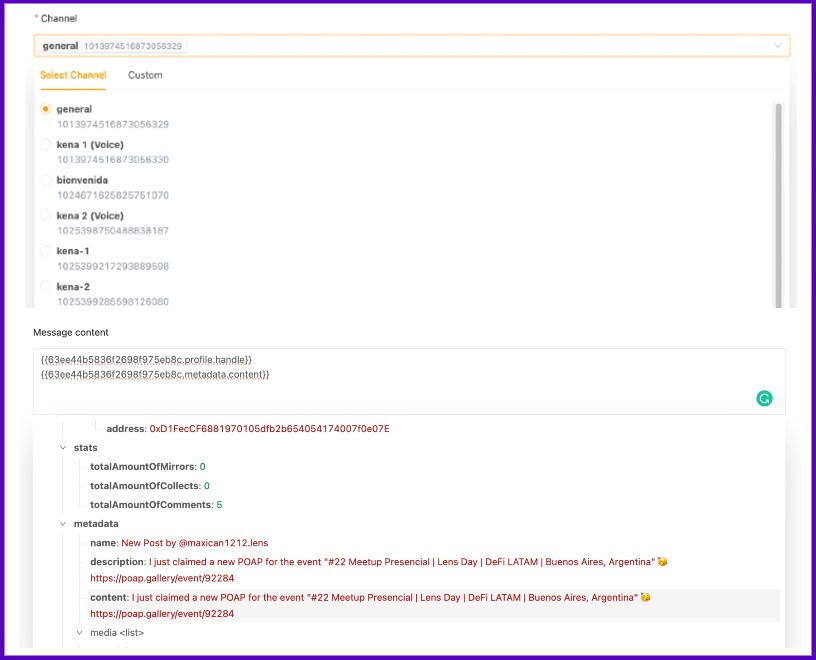 * Channel
general 1013974516873056329
Select Channel Custom
general
1013974516873056329
kena 1 (Voice)
1013974516873056330
bienvenida
1024671625825751070
kena 2 (Voice)
1025398750488838187
kena-1
1025399217293889598
kena-2
1025399285598126080
Message content
{{63ee44b5836f2698f975eb8c.profile.handle}}
{{63ee44b5836f2698f975eb8c.metadata.content}}
address: 0xD1FecCF6881970105dfb2b654054174007f0e07E
stats
totalAmountOfMirrors: 0
totalAmountOfCollects: 0
totalAmountOfComments: 5
metadata
name: New Post by @maxican1212.lens
description: I just claimed a new POAP for the event "#22 Meetup Presencial | Lens Day | DeFi LATAM | Buenos Aires, Argentina" 🥳
https://poap.gallery/event/92284
content: I just claimed a new POAP for the event "#22 Meetup Presencial | Lens Day | DeFi LATAM | Buenos Aires, Argentina" 🥳
https://poap.gallery/event/92284
media <list>